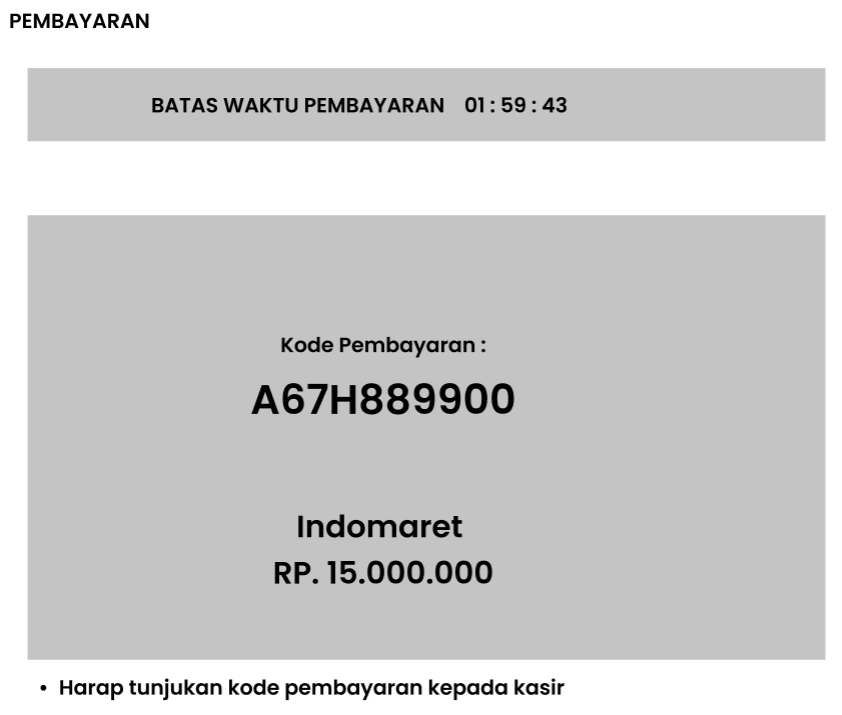 PEMBAYARAN
BATAS WAKTU PEMBAYARAN 01 : 59 : 43
Kode Pembayaran :
A67H889900
Indomaret
RP. 15.000.000
• Harap tunjukan kode pembayaran kepada kasir